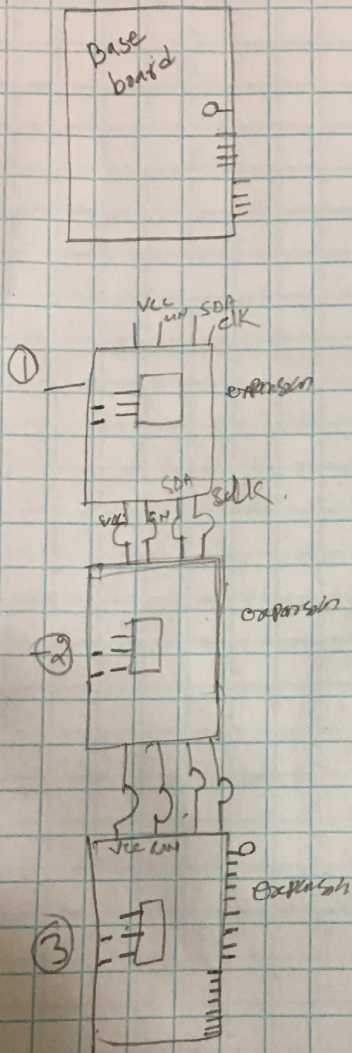 Base
board
VCC GN SDA
clk
①
expansion
SDA
VCC GN sclk.
expansion
②
VCC GN
expansion
③